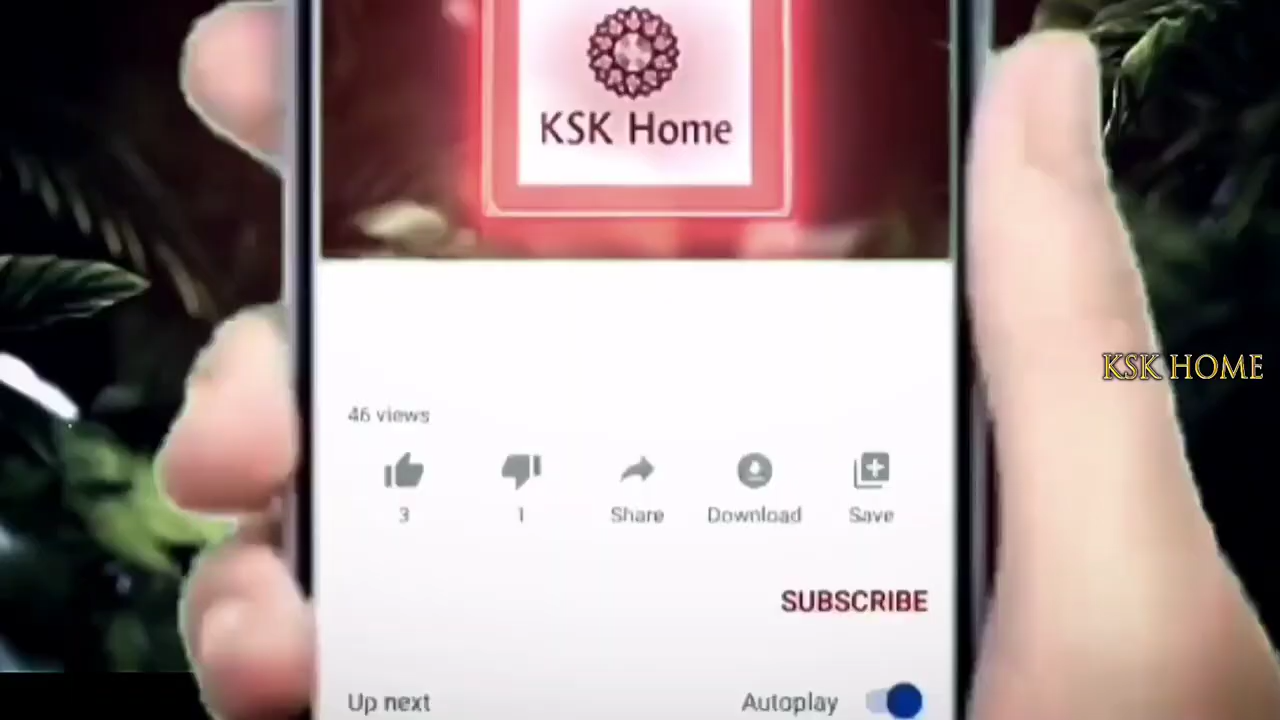 KSK Home
KSK HOME
46 views
3 1 Share Download Save
SUBSCRIBE
Up next Autoplay